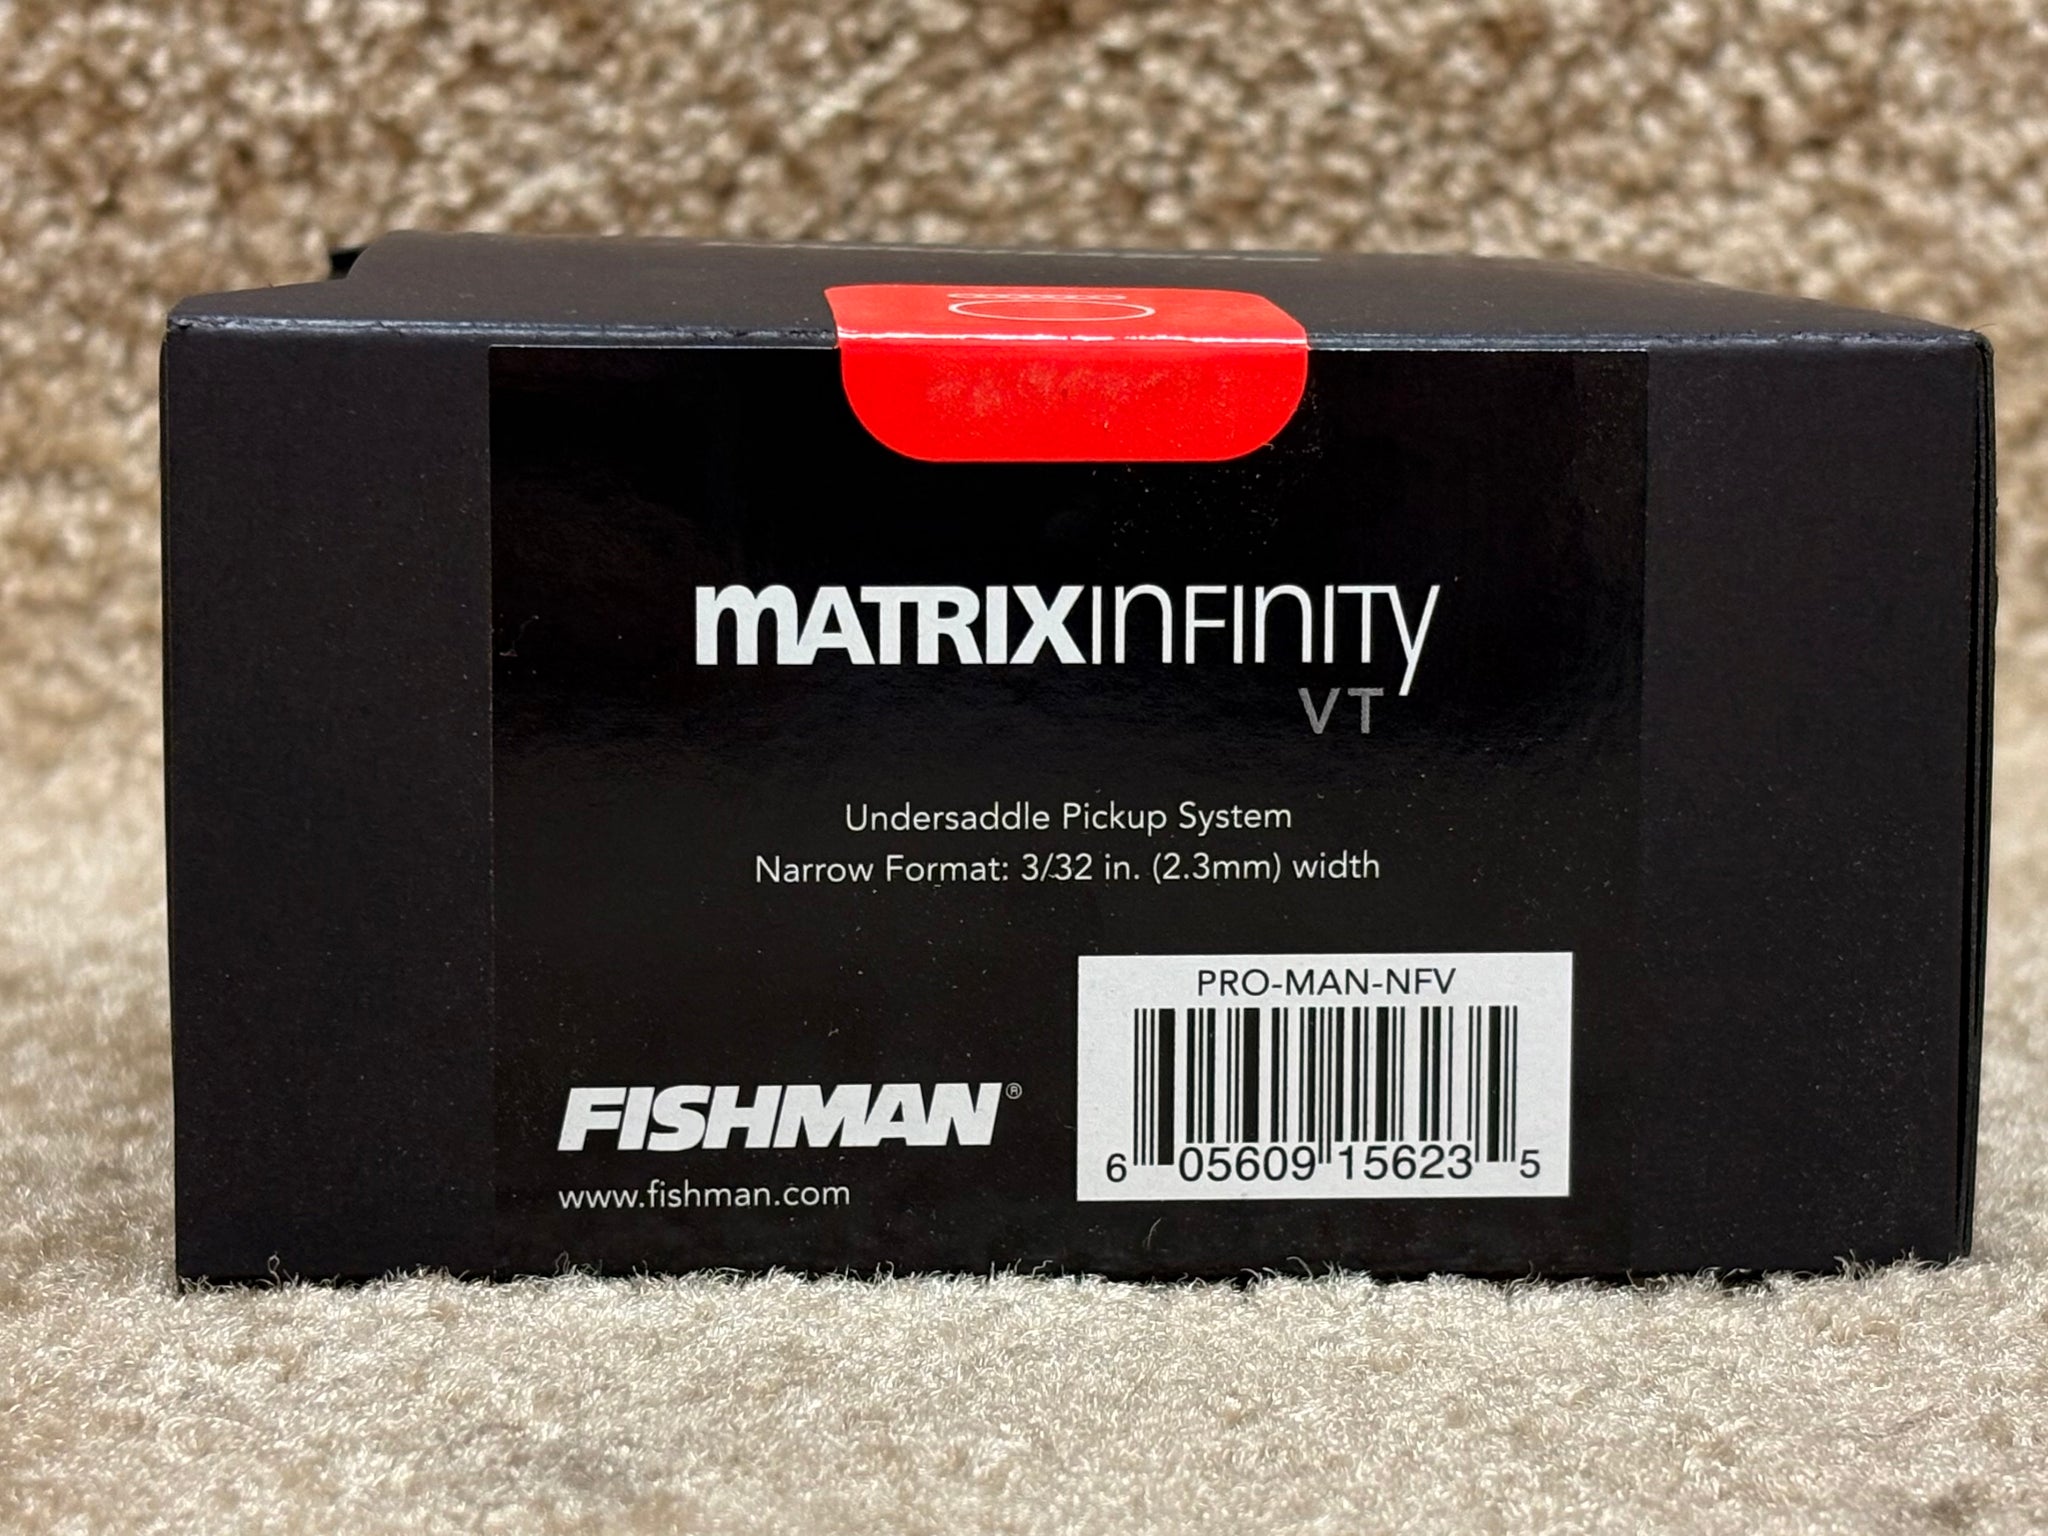 MATRIXINFINITY
VT
Undersaddle Pickup System
Narrow Format: 3/32 in. (2.3mm) width
PRO-MAN-NFV
6 05609 15623 5
FISHMAN®
www.fishman.com